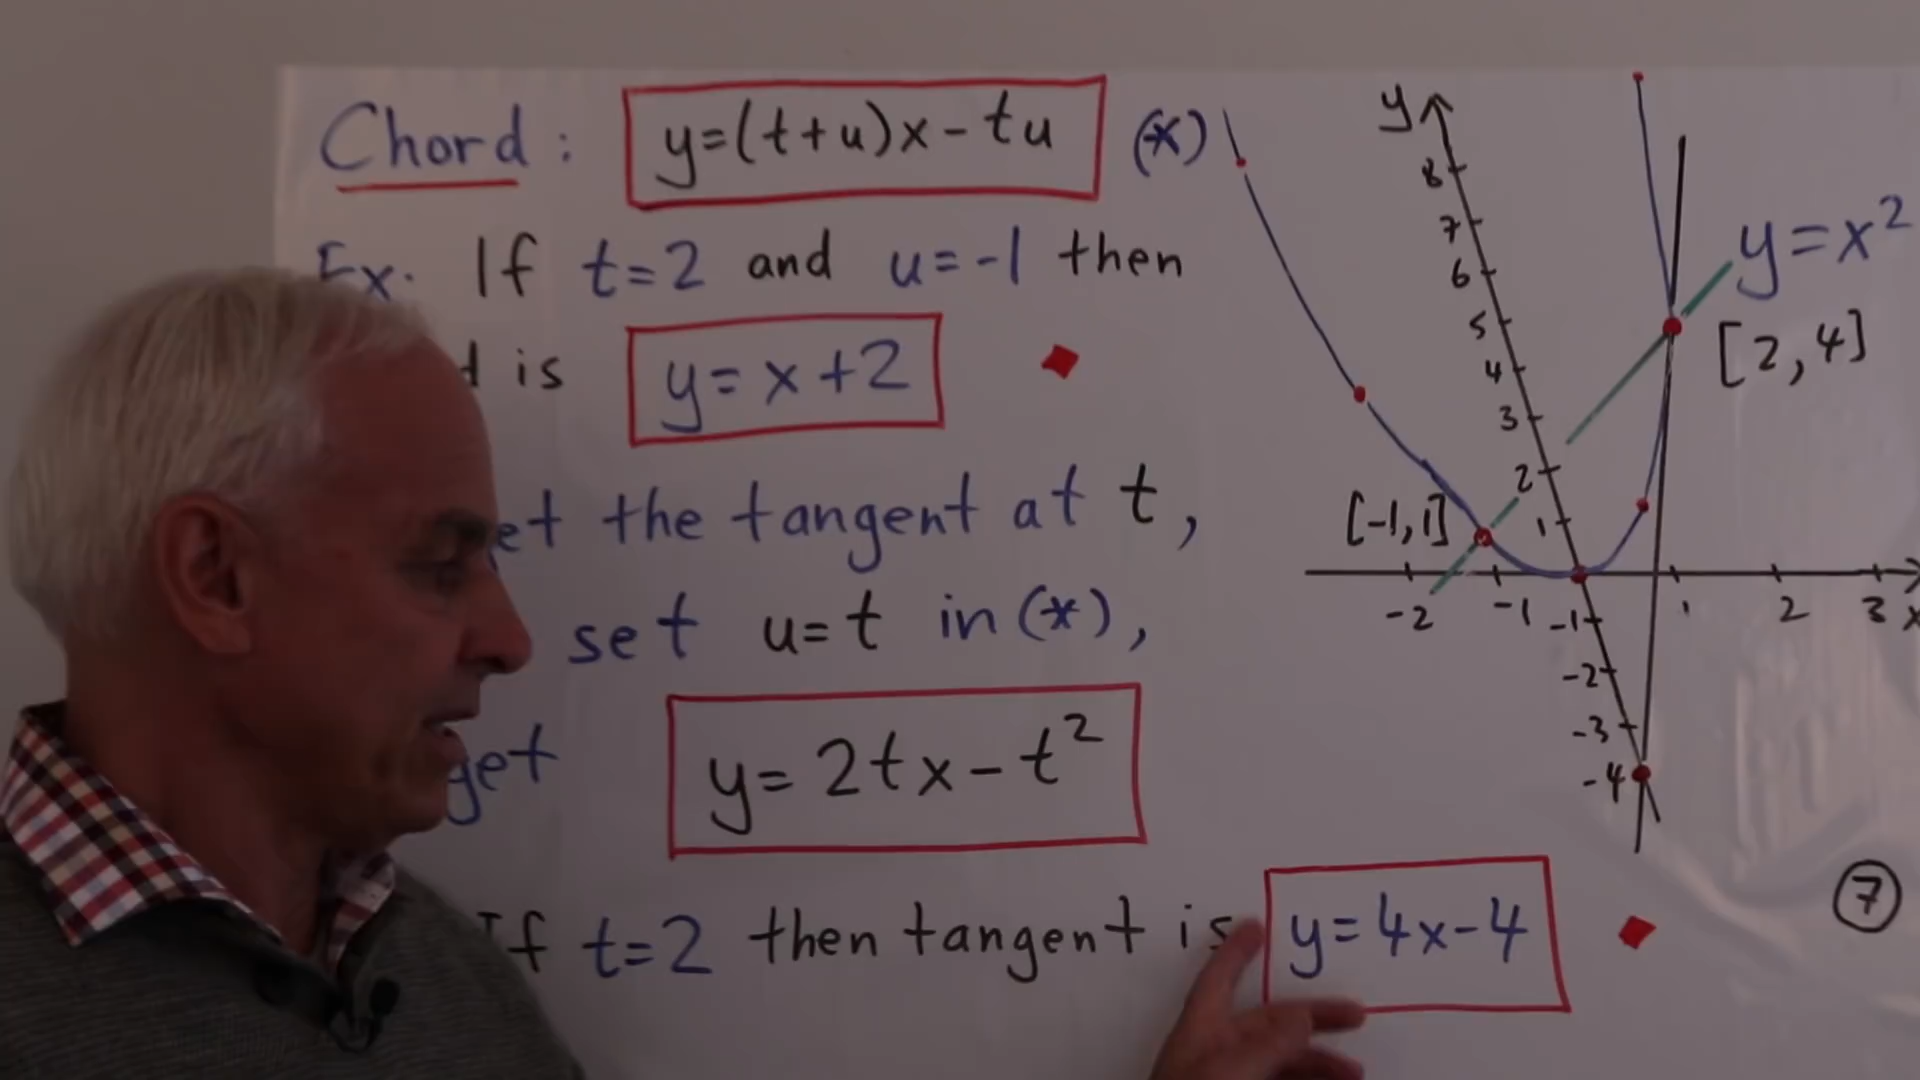 Chord: y=(t+u)x-tu (*)
Ex. If t=2 and u=-1 then
is y=x+2
the tangent at t,
set u=t in (*),
get y=2tx-t²
If t=2 then tangent is y=4x-4
y
8
7
6
5
4
3
2
1
-1
-2
-3
-4
y=x²
[2,4]
[-1,1]
-2 -1 1 2 3 x
7